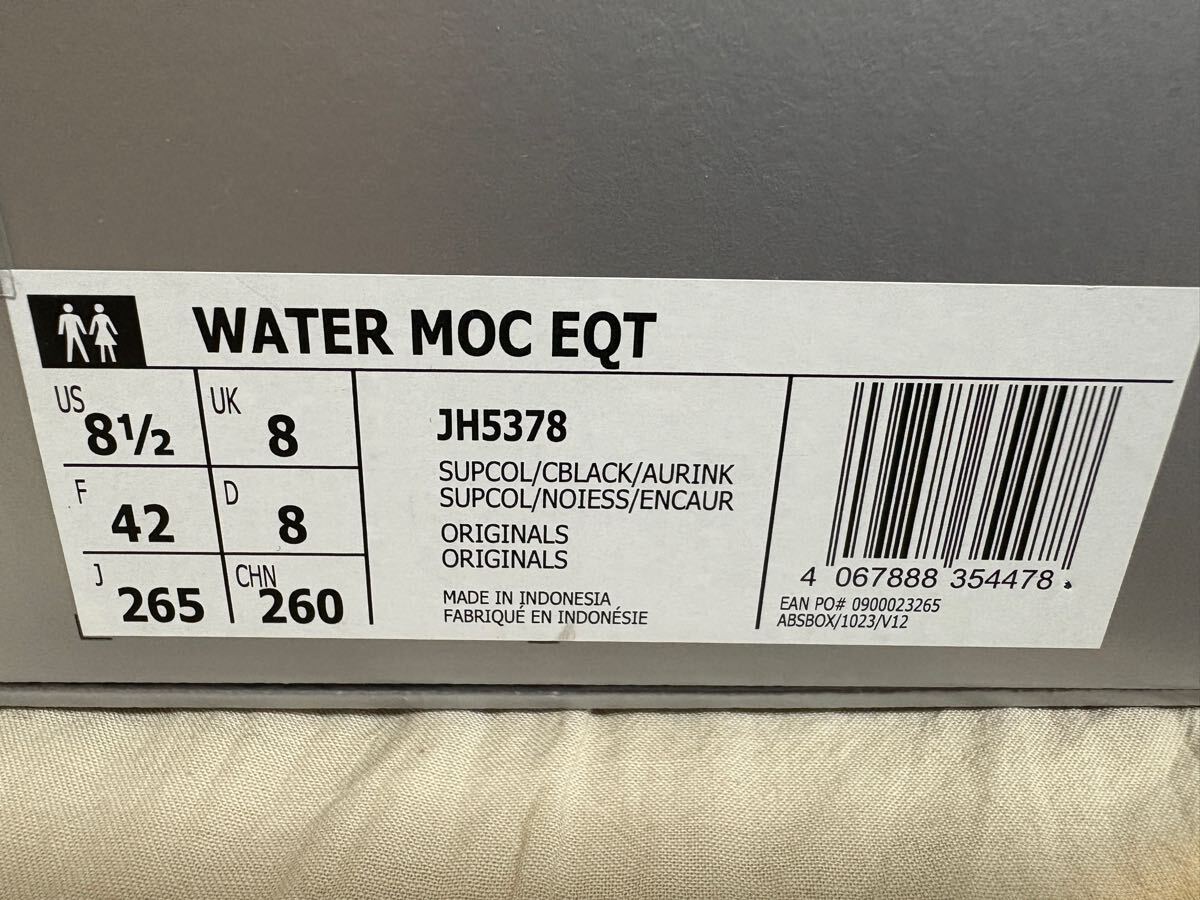 WATER MOC EQT
US 8½ UK 8
F 42 D 8
J 265 CHN 260
JH5378
SUPCOL/CBLACK/AURINK
SUPCOL/NOIESS/ENCAUR
ORIGINALS
ORIGINALS
MADE IN INDONESIA
FABRIQUÉ EN INDONÉSIE
4 067888 354478
EAN PO# 0900023265
ABSBOX/1023/V12